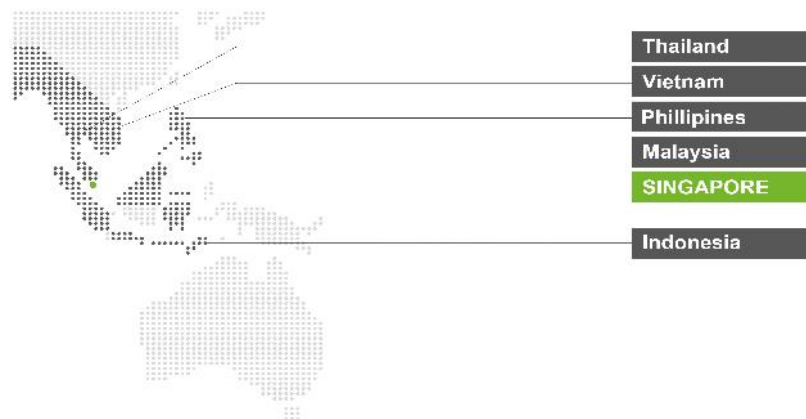 Thailand
Vietnam
Phillipines
Malaysia
SINGAPORE
Indonesia